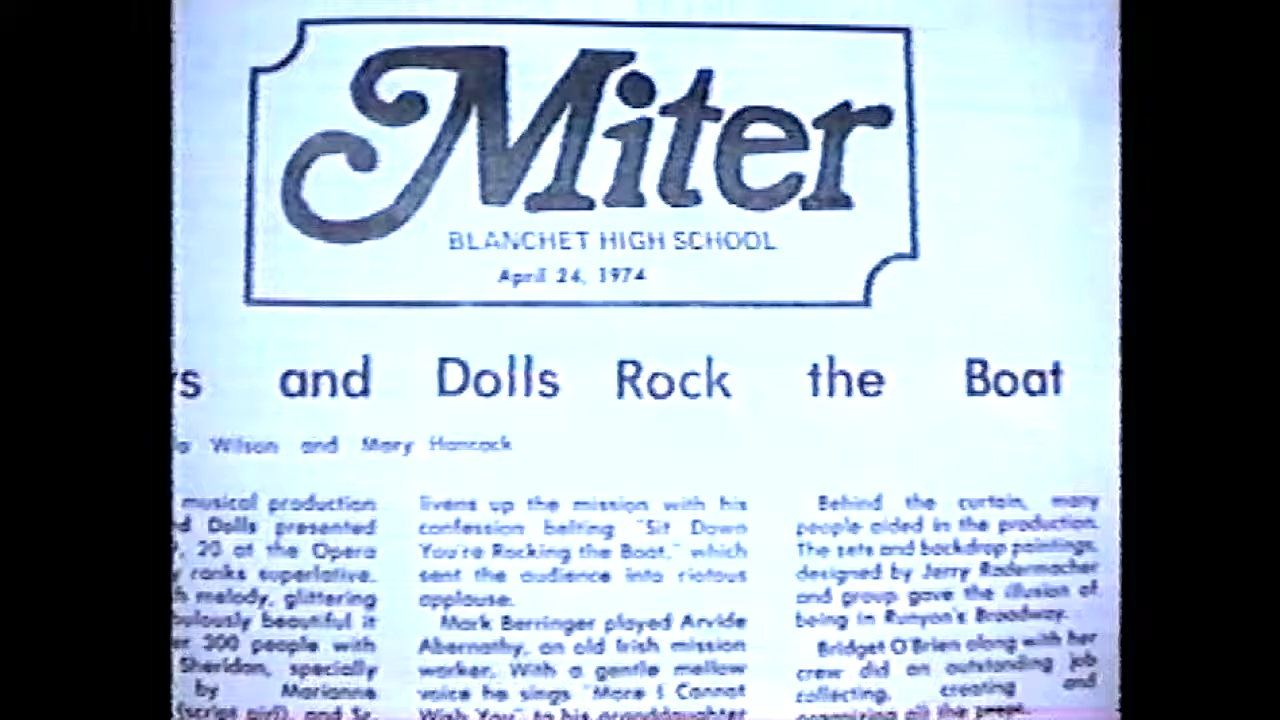 Miter
BLANCHET HIGH SCHOOL
April 24, 1974
s and Dolls Rock the Boat
Wilson and Mary Hancock
musical production
d Dolls presented
, 20 at the Opera
ranks superlative.
h melody, glittering
bulously beautiful it
er 300 people with
Sheridan, specially
by Marianne
(script girl), and Sr.
livens up the mission with his
confession belting "Sit Down
You're Rocking the Boat," which
sent the audience into riotous
applause.
Mark Berringer played Arvide
Abernathy, an old Irish mission
worker. With a gentle mellow
voice he sings "More I Cannot
Wish You" to his granddaughter
Behind the curtain, many
people aided in the production.
The sets and backdrop paintings,
designed by Jerry Radermacher
and group gave the illusion of
being in Runyon's Broadway.
Bridget O'Brien along with her
crew did an outstanding job
collecting, creating and
organizing all the props.